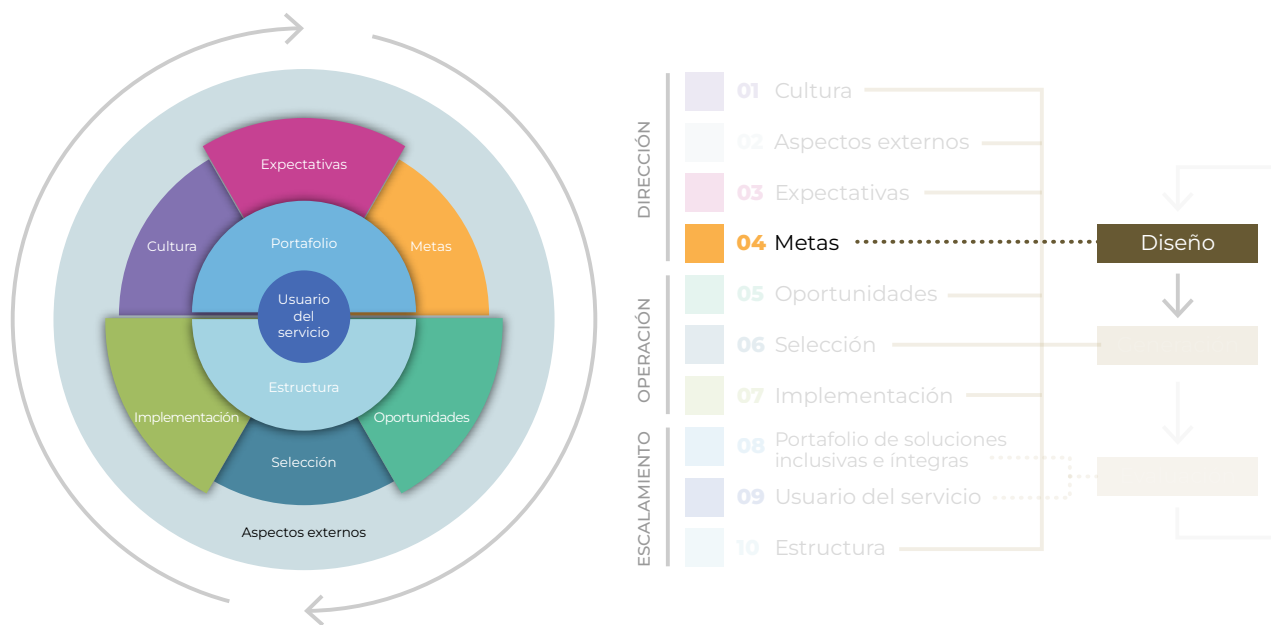 Expectativas
Cultura
Portafolio
Metas
Usuario
del
servicio
Estructura
Implementación
Oportunidades
Selección
Aspectos externos
DIRECCIÓN
01 Cultura
02 Aspectos externos
03 Expectativas
04 Metas
Diseño
OPERACIÓN
05 Oportunidades
06 Selección
07 Implementación
ESCALAMIENTO
08 Portafolio de soluciones
inclusivas e íntegras
09 Usuario del servicio
10 Estructura